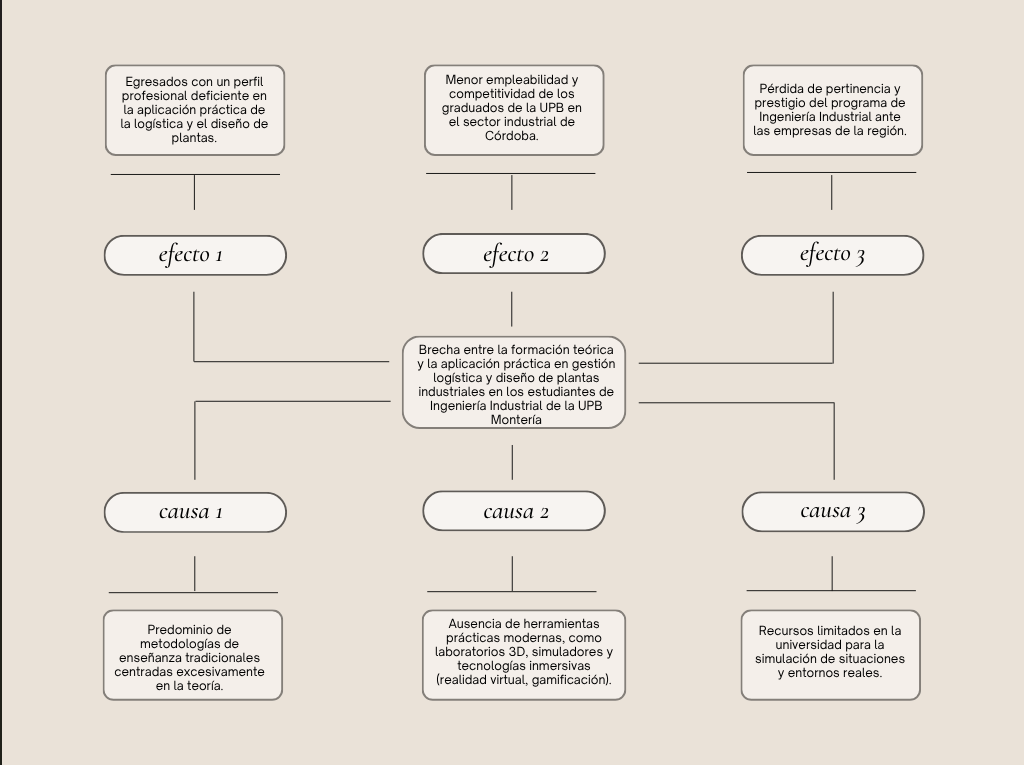 Egresados con un perfil
profesional deficiente en
la aplicación práctica de
la logística y el diseño de
plantas.
Menor empleabilidad y
competitividad de los
graduados de la UPB en
el sector industrial de
Córdoba.
Pérdida de pertinencia y
prestigio del programa de
Ingeniería Industrial ante
las empresas de la región.
efecto 1
efecto 2
efecto 3
Brecha entre la formación teórica
y la aplicación práctica en gestión
logística y diseño de plantas
industriales en los estudiantes de
Ingeniería Industrial de la UPB
Montería
causa 1
causa 2
causa 3
Predominio de
metodologías de
enseñanza tradicionales
centradas excesivamente
en la teoría.
Ausencia de herramientas
prácticas modernas, como
laboratorios 3D, simuladores y
tecnologías inmersivas
(realidad virtual, gamificación).
Recursos limitados en la
universidad para la
simulación de situaciones
y entornos reales.